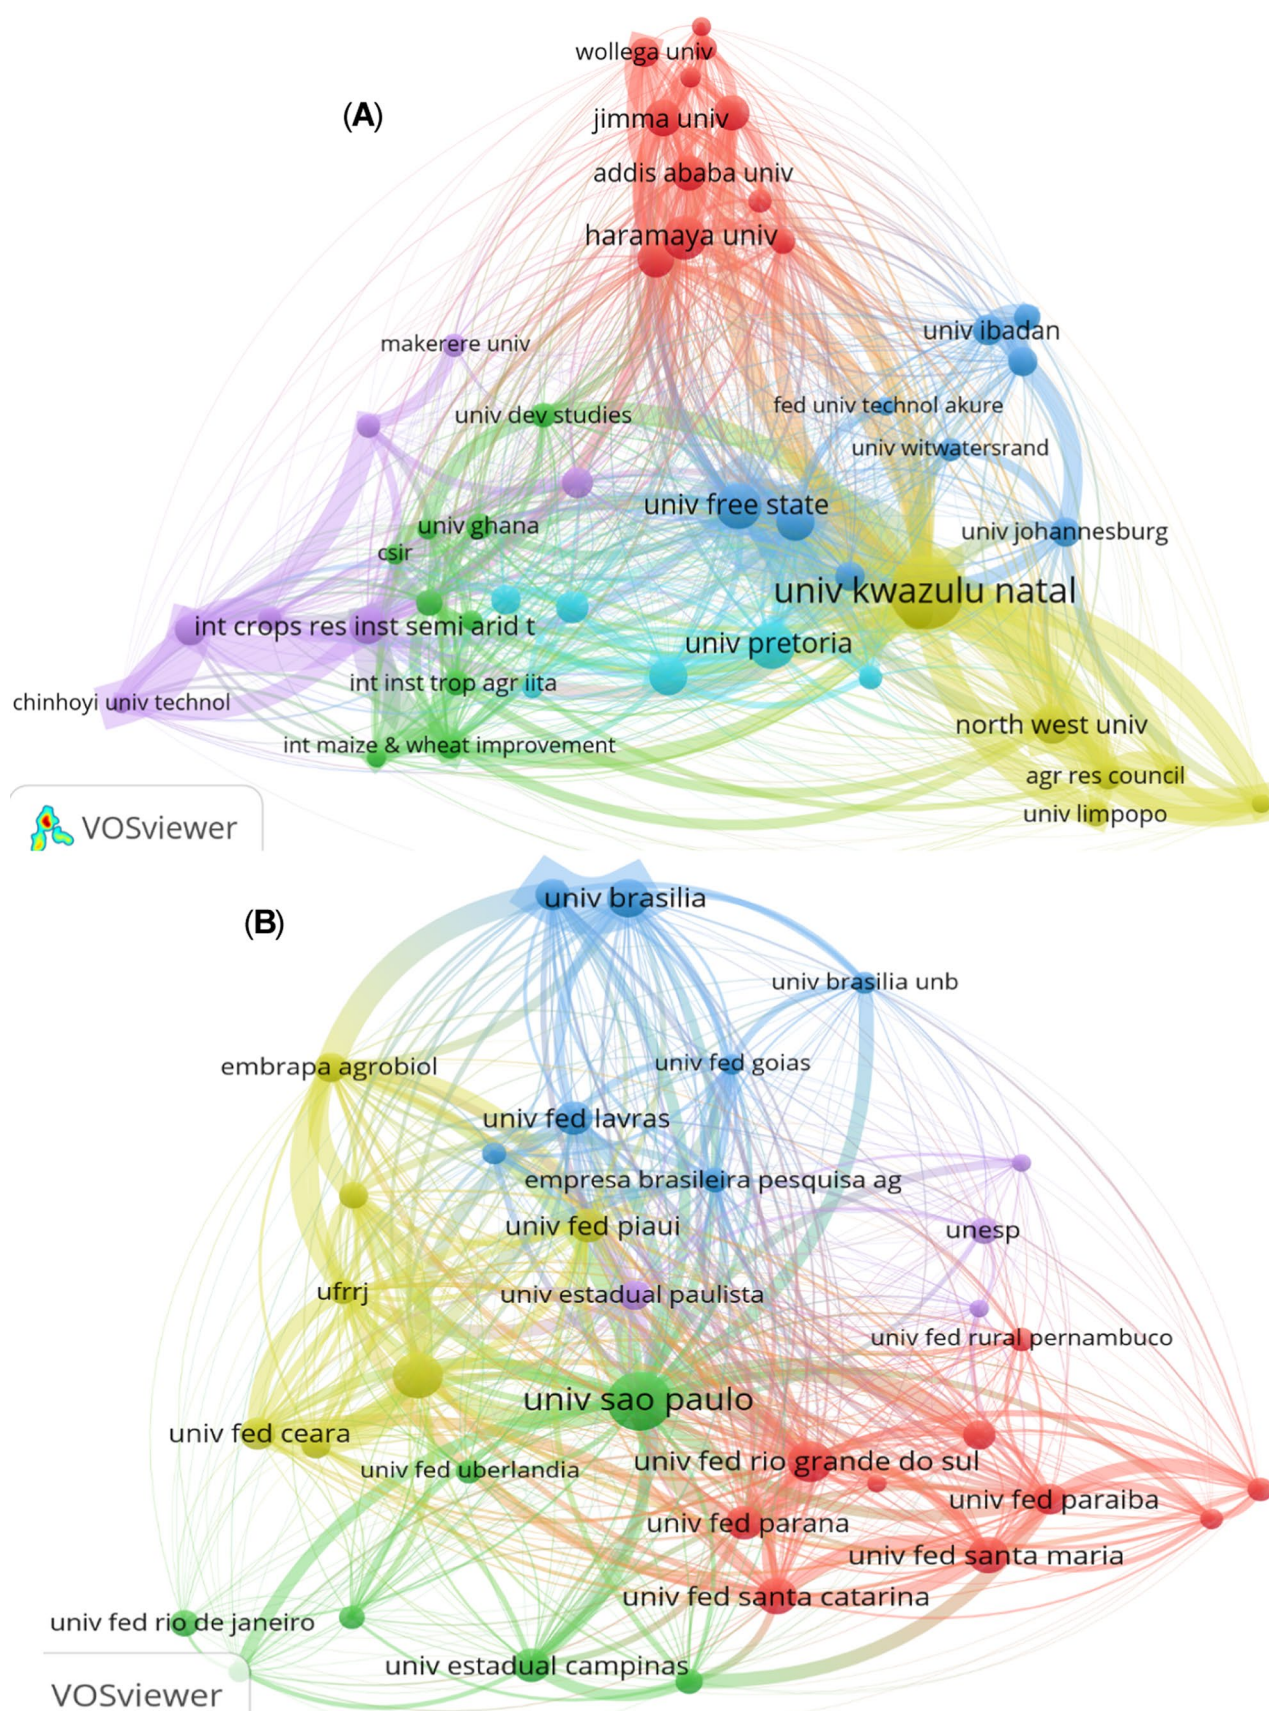 wollega univ
(A)
jimma univ
addis ababa univ
haramaya univ
univ ibadan
makerere univ
fed univ technol akure
univ dev studies
univ witwatersrand
univ free state
univ ghana
univ johannesburg
csir
univ kwazulu natal
int crops res inst semi arid t
univ pretoria
int inst trop agr iita
chinhoyi univ technol
north west univ
int maize & wheat improvement
agr res council
univ limpopo
VOSviewer
univ brasilia
(B)
univ brasilia unb
univ fed goias
embrapa agrobiol
univ fed lavras
empresa brasileira pesquisa ag
univ fed piaui
unesp
ufrrj
univ estadual paulista
univ fed rural pernambuco
univ sao paulo
univ fed ceara
univ fed rio grande do sul
univ fed uberlandia
univ fed paraiba
univ fed parana
univ fed santa maria
univ fed santa catarina
univ fed rio de janeiro
univ estadual campinas
VOSviewer